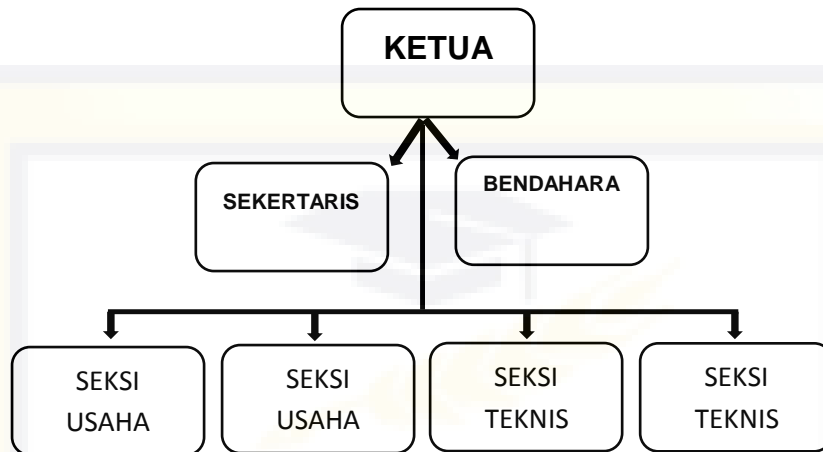 KETUA
SEKERTARIS
BENDAHARA
SEKSI
USAHA
SEKSI
USAHA
SEKSI
TEKNIS
SEKSI
TEKNIS